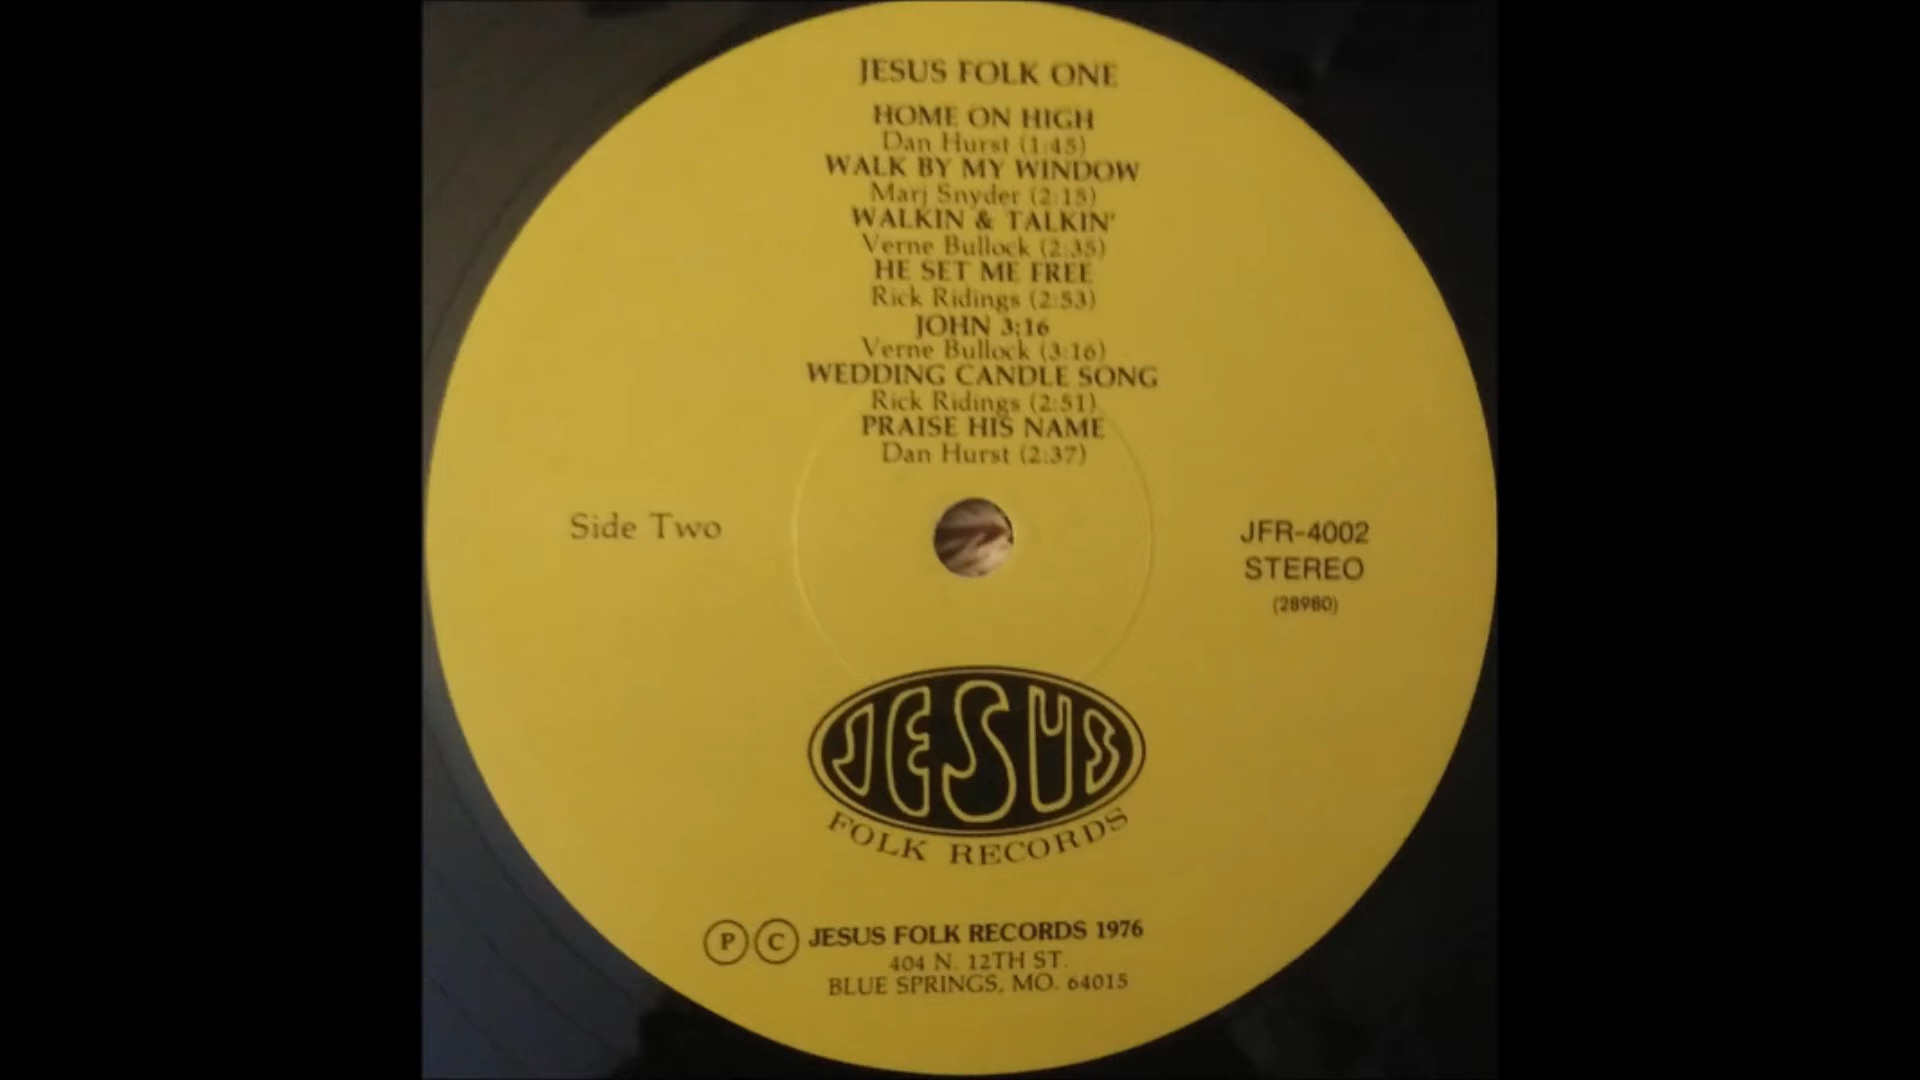 JESUS FOLK ONE
HOME ON HIGH
Dan Hurst (1:45)
WALK BY MY WINDOW
Marj Snyder (2:15)
WALKIN & TALKIN'
Verne Bullock (2:35)
HE SET ME FREE
Rick Ridings (2:53)
JOHN 3:16
Verne Bullock (3:16)
WEDDING CANDLE SONG
Rick Ridings (2:51)
PRAISE HIS NAME
Dan Hurst (2:37)
Side Two
JFR-4002
STEREO
(28980)
JESUS
FOLK RECORDS
Ⓟ Ⓒ JESUS FOLK RECORDS 1976
404 N. 12TH ST.
BLUE SPRINGS, MO. 64015